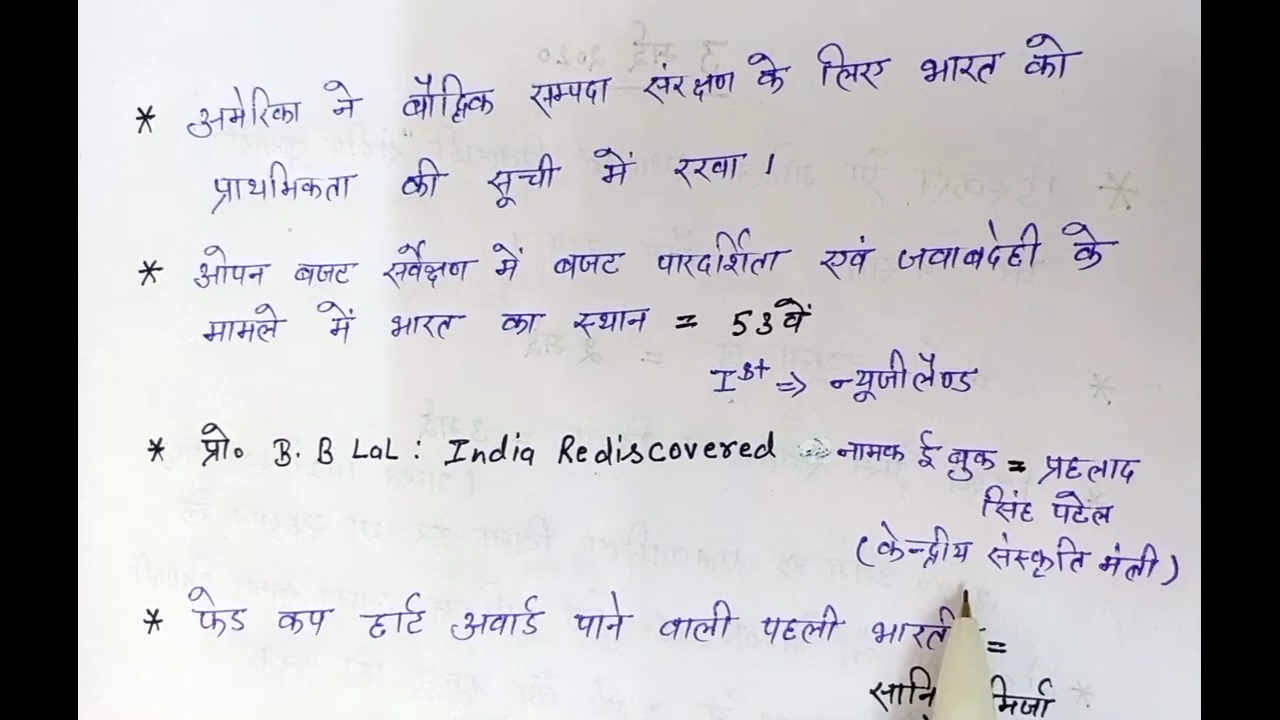 * अमेरिका ने बौद्धिक सम्पदा संरक्षण के लिए भारत को
प्राथमिकता की सूची में रखा ।
* ओपन बजट सर्वेक्षण में बजट पारदर्शिता एवं जवाबदेही के
मामले में भारत का स्थान = 53वें
Ist => न्यूजीलैण्ड
* प्रो० B. B LaL : India Rediscovered नामक ई बुक = प्रहलाद
सिंह पटेल
(केन्द्रीय संस्कृति मंत्री)
* फेड कप हार्ट अवार्ड पाने वाली पहली =
मिर्जा